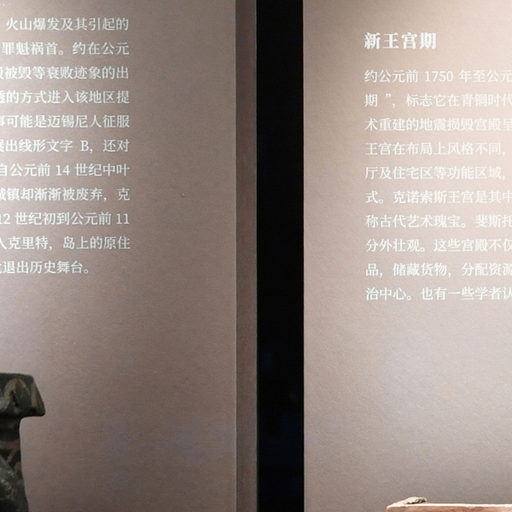 火山爆发及其引起的
罪魁祸首。约在公元
被毁等衰败迹象的出
的方式进入该地区提
可能是迈锡尼人征服
出线形文字 B，还对
自公元前 14 世纪中叶
城镇却渐渐被废弃，克
12 世纪初到公元前 11
入克里特，岛上的原住
退出历史舞台。
新王宫期
约公元前 1750 年至公元
期 ”，标志它在青铜时代
术重建的地震损毁宫殿呈
王宫在布局上风格不同，
厅及住宅区等功能区域，
式。克诺索斯王宫是其中
称古代艺术瑰宝。斐斯托
分外壮观。这些宫殿不仅
品，储藏货物，分配资源
治中心。也有一些学者认